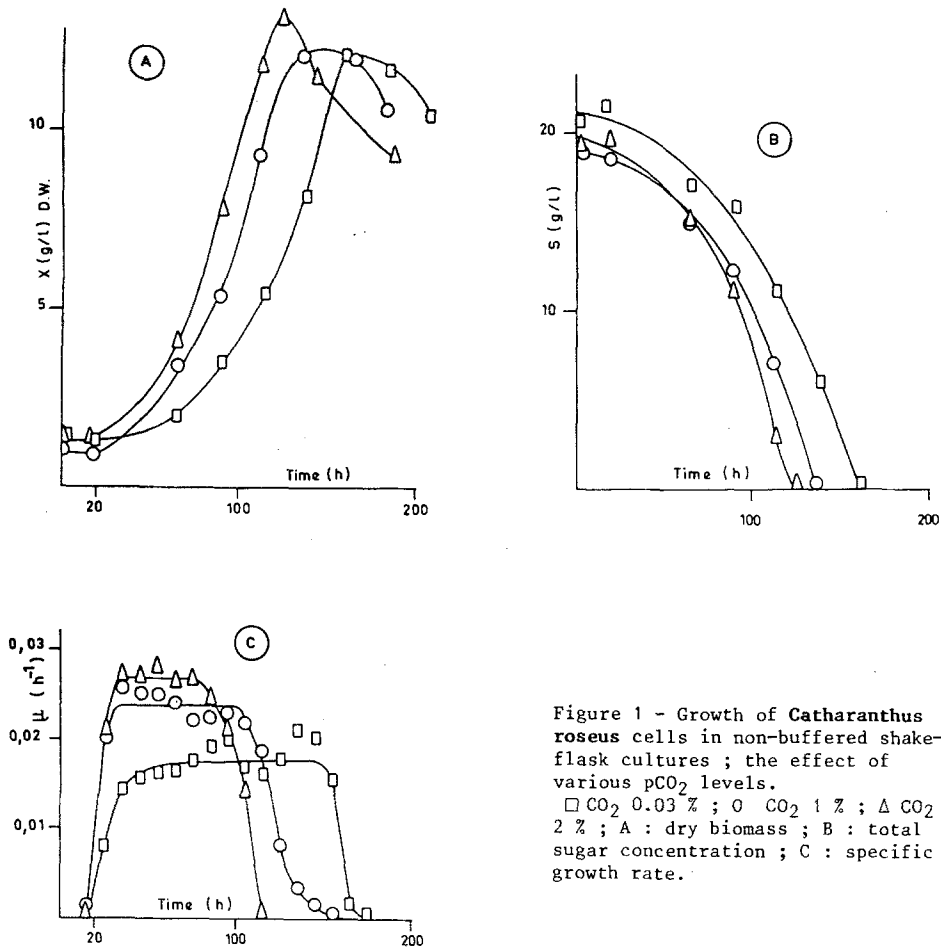 A
10
5
X (g/l) D.W.
Time (h)
20
100
200
B
20
10
S (g/l)
Time (h)
100
200
C
0,03
0,02
0,01
μ (h⁻¹)
Time (h)
20
100
200
Figure 1 - Growth of Catharanthus
roseus cells in non-buffered shake-
flask cultures ; the effect of
various pCO₂ levels.
□ CO₂ 0.03 % ; O CO₂ 1 % ; Δ CO₂
2 % ; A : dry biomass ; B : total
sugar concentration ; C : specific
growth rate.